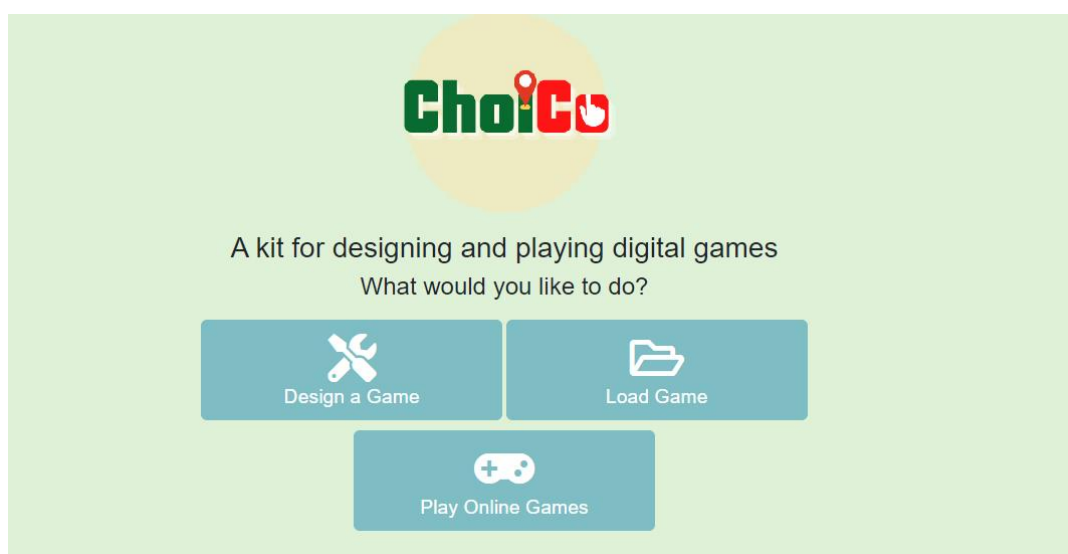 ChoiCo
A kit for designing and playing digital games
What would you like to do?
Design a Game
Load Game
Play Online Games